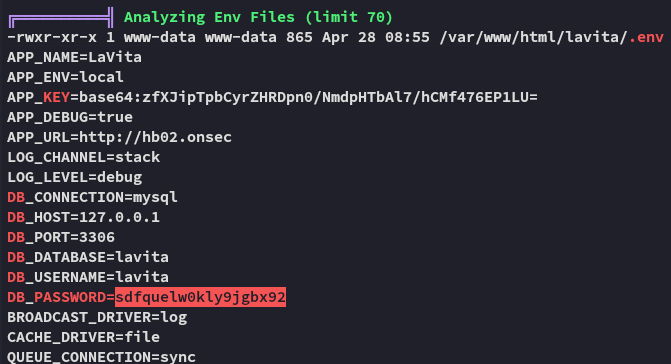 ╔══════════╣ Analyzing Env Files (limit 70)
-rwxr-xr-x 1 www-data www-data 865 Apr 28 08:55 /var/www/html/lavita/.env
APP_NAME=LaVita
APP_ENV=local
APP_KEY=base64:zfXJipTpbCyrZHRDpn0/NmdpHTbAl7/hCMf476EP1LU=
APP_DEBUG=true
APP_URL=http://hb02.onsec
LOG_CHANNEL=stack
LOG_LEVEL=debug
DB_CONNECTION=mysql
DB_HOST=127.0.0.1
DB_PORT=3306
DB_DATABASE=lavita
DB_USERNAME=lavita
DB_PASSWORD=sdfquelw0kly9jgbx92
BROADCAST_DRIVER=log
CACHE_DRIVER=file
QUEUE_CONNECTION=sync